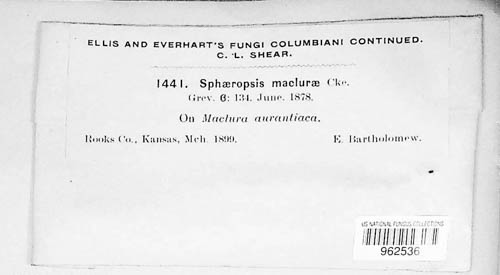 ELLIS AND EVERHART'S FUNGI COLUMBIANI CONTINUED.
C. L. SHEAR.
1441. Sphæropsis macluræ Cke.
Grev. 6: 134. June. 1878.
On Maclura aurantiaca.
Rooks Co., Kansas, Mch. 1899. E. Bartholomew.
US NATIONAL FUNGUS COLLECTIONS
962536